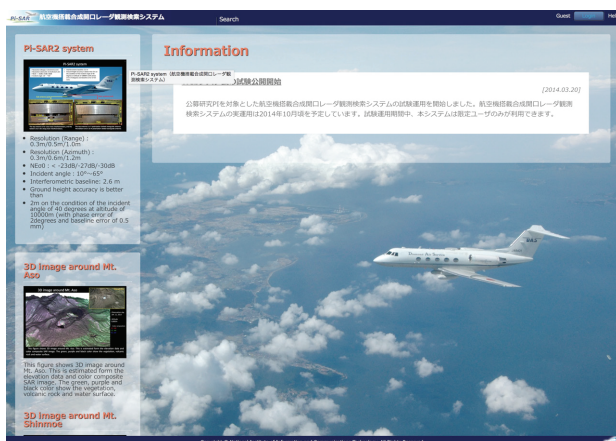 Pi-SAR 航空機搭載合成開口レーダ観測検索システム
Search
Guest
Hel
Pi-SAR2 system
Pi-SAR2 system
Resolution (Range) :
0.3m/0.5m/1.0m
Resolution (Azimuth) :
0.3m/0.6m/1.2m
NEσ0 : < -23dB/-27dB/-30dB
Incident angle : 10°~65°
Interferometric baseline: 2.6 m
Ground height accuracy is better
than
2m on the condition of the incident
angle of 40 degrees at altitude of
10000m (with phase error of
2degrees and baseline error of 0.5
mm)
3D image around Mt.
Aso
3D image around Mt. Aso
This figure shows 3D image around
Mt. Aso. This is estimated form the
elevation data and color composite
SAR image. The green, purple and
black color show the vegetation,
volcanic rock and water surface.
3D image around Mt.
Shinmoe
Information
Pi-SAR2 system (航空機搭載合成開口レーダ観
測検索システム)
の試験公開開始
[2014.03.20]
公募研究PIを対象とした航空機搭載合成開口レーダ観測検索システムの試験運用を開始しました。航空機搭載合成開口レーダ観測
検索システムの実運用は2014年10月頃を予定しています。試験運用期間中、本システムは限定ユーザのみが利用できます。
Diamond Air Service